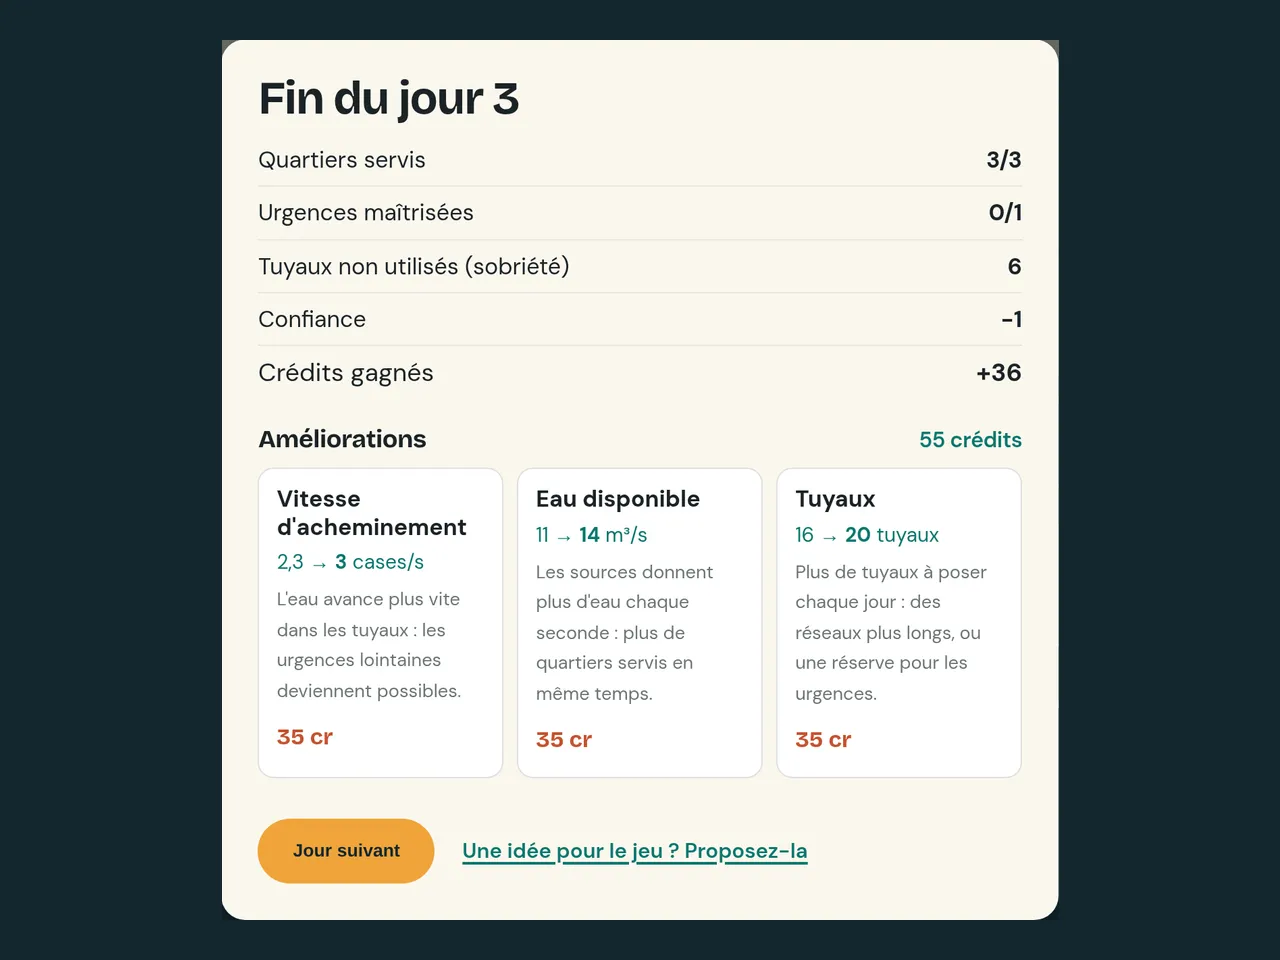 Fin du jour 3
Quartiers servis 3/3
Urgences maîtrisées 0/1
Tuyaux non utilisés (sobriété) 6
Confiance −1
Crédits gagnés +36
Améliorations 55 crédits
Vitesse
d'acheminement
2,3 → 3 cases/s
L'eau avance plus vite
dans les tuyaux : les
urgences lointaines
deviennent possibles.
35 cr
Eau disponible
11 → 14 m³/s
Les sources donnent
plus d'eau chaque
seconde : plus de
quartiers servis en
même temps.
35 cr
Tuyaux
16 → 20 tuyaux
Plus de tuyaux à poser
chaque jour : des
réseaux plus longs, ou
une réserve pour les
urgences.
35 cr
Jour suivant
Une idée pour le jeu ? Proposez-la